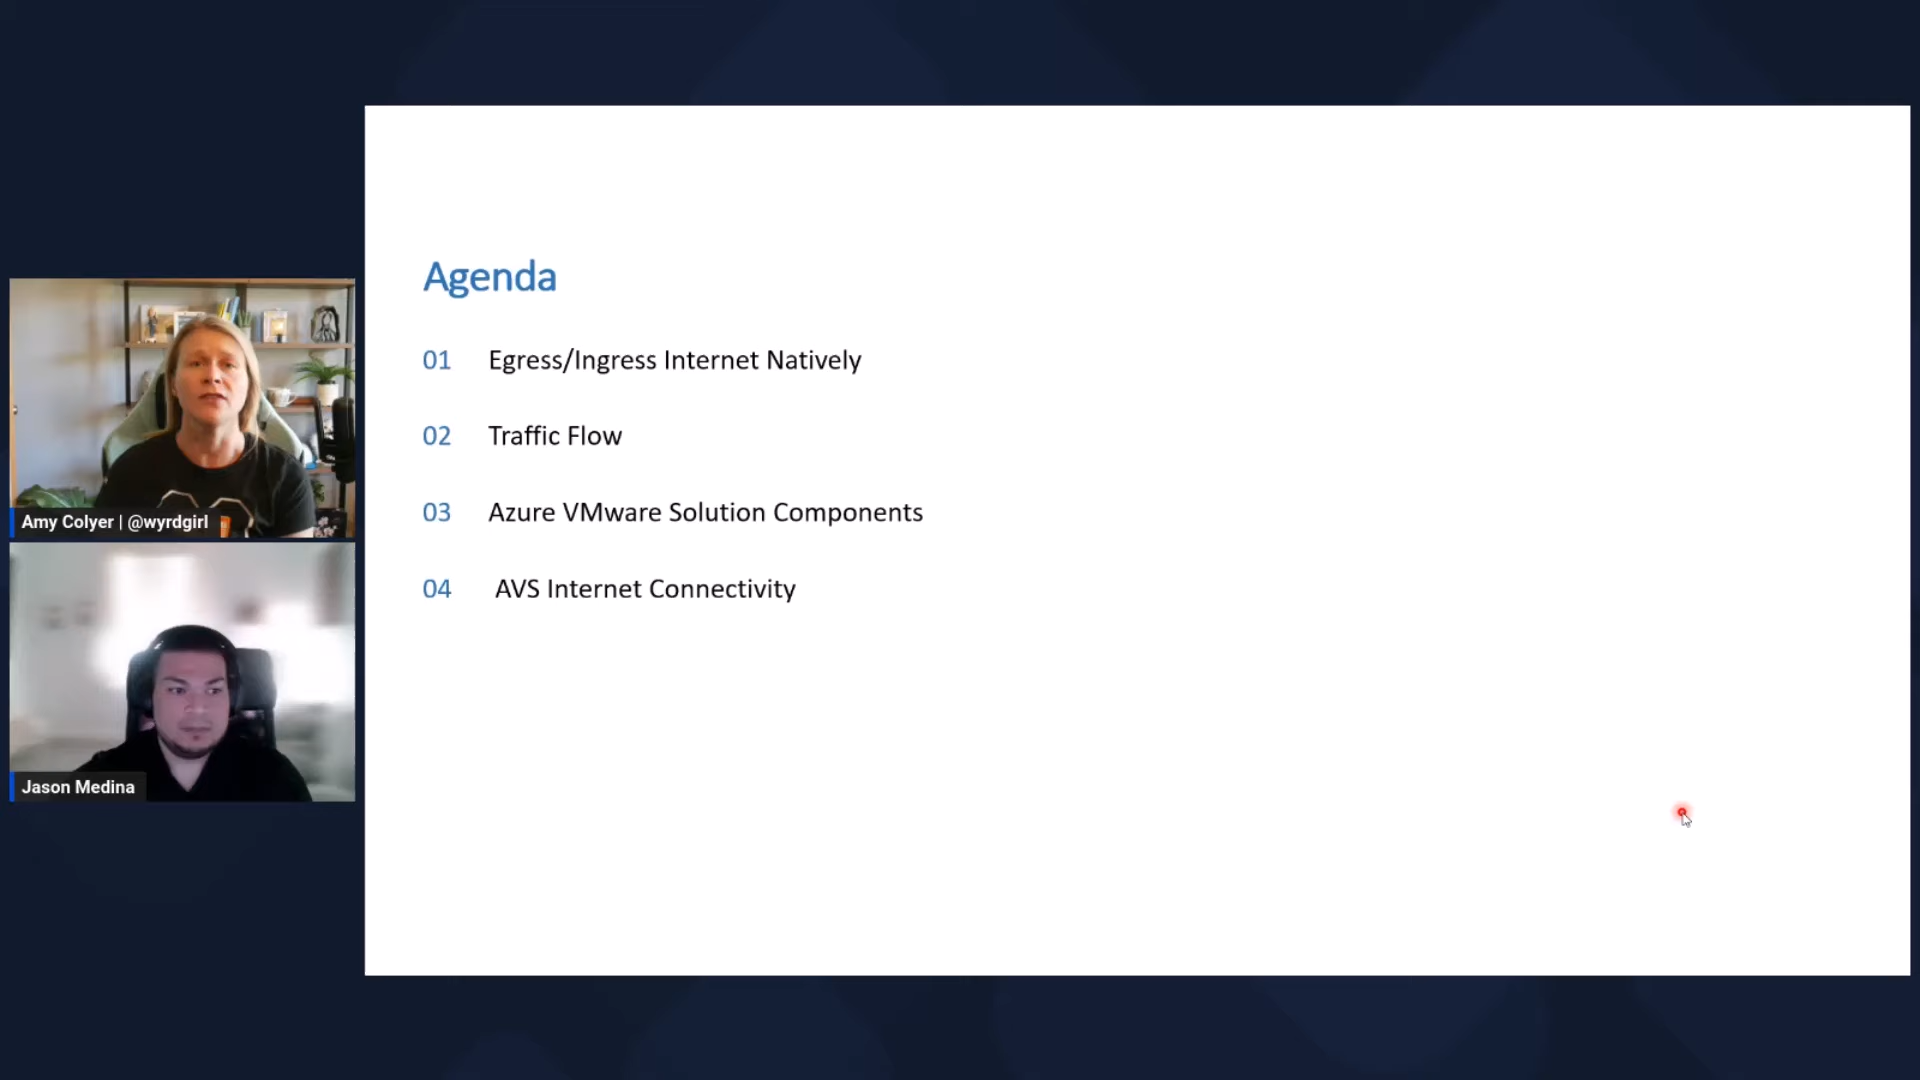 Agenda
01 Egress/Ingress Internet Natively
02 Traffic Flow
03 Azure VMware Solution Components
04 AVS Internet Connectivity
Amy Colyer | @wyrdgirl
Jason Medina